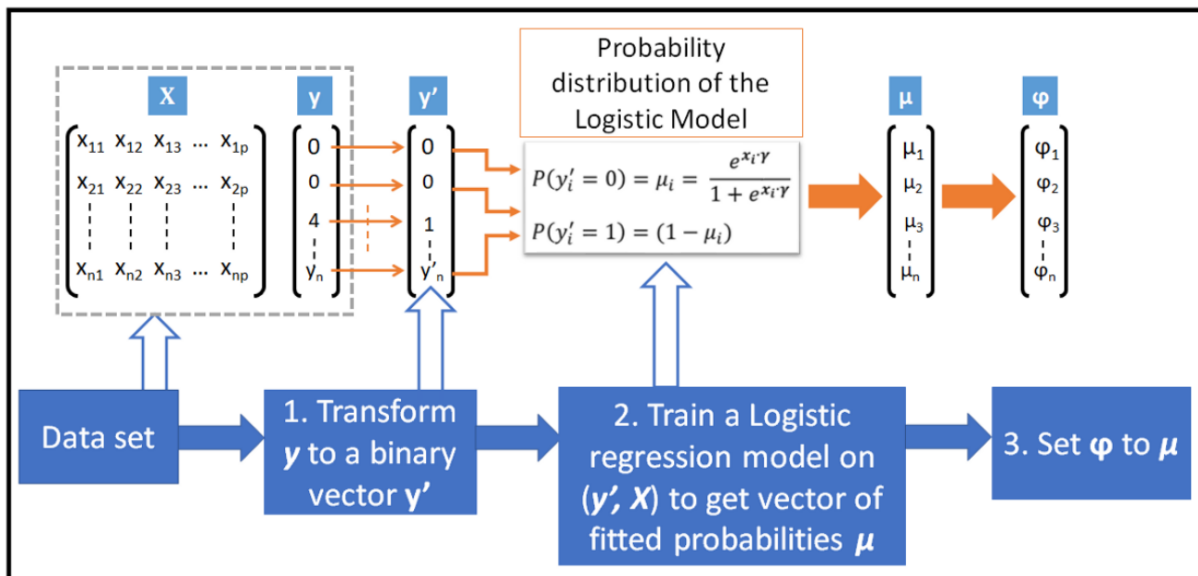 Probability
distribution of the
Logistic Model
X y y’ μ φ
x11 x12 x13 ... x1p 0 0 μ1 φ1
x21 x22 x23 ... x2p 0 0 μ2 φ2
4 1 μ3 φ3
xn1 xn2 xn3 ... xnp yn y’n μn φn
P(y′i = 0) = μi = e^(xi·γ) / (1 + e^(xi·γ))
P(y′i = 1) = (1 − μi)
Data set
1. Transform
y to a binary
vector y’
2. Train a Logistic
regression model on
(y’, X) to get vector of
fitted probabilities μ
3. Set φ to μ